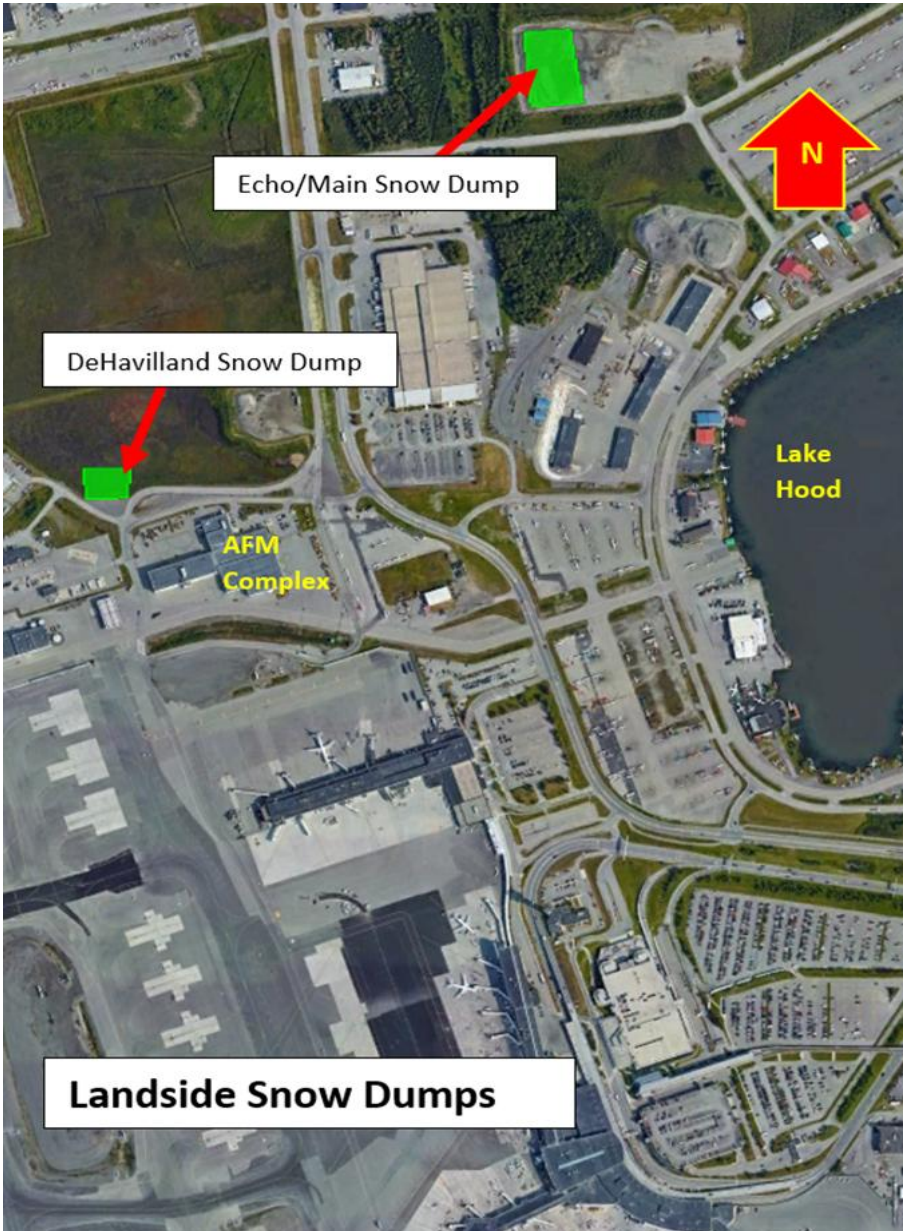 N
Echo/Main Snow Dump
DeHavilland Snow Dump
Lake
Hood
AFM
Complex
Landside Snow Dumps